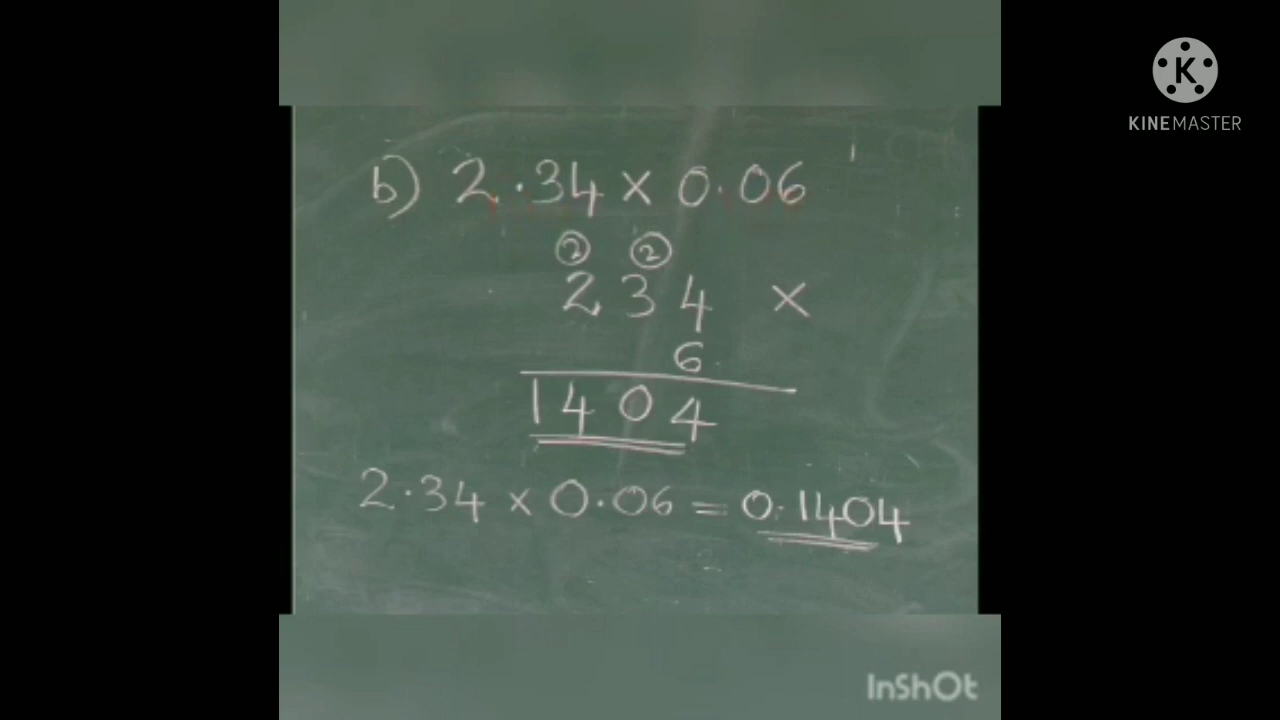 K
KINEMASTER
b) 2.34 × 0.06
② ②
2 3 4 ×
6
1 4 0 4
2.34 × 0.06 = 0.1404
InShOt